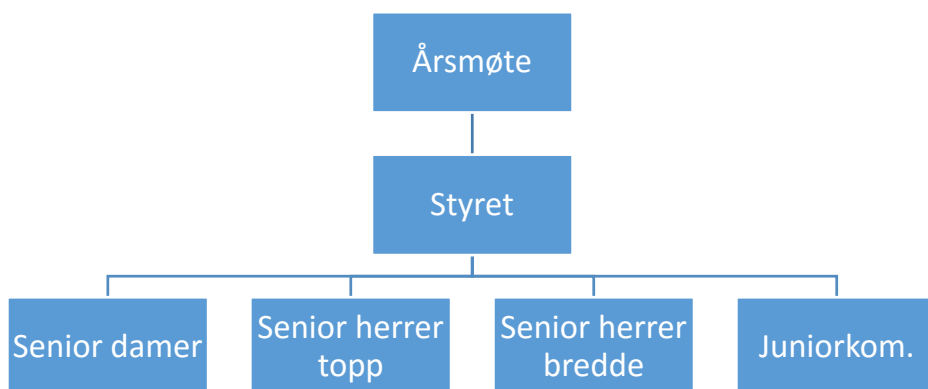 Årsmøte
Styret
Senior damer
Senior herrer
topp
Senior herrer
bredde
Juniorkom.